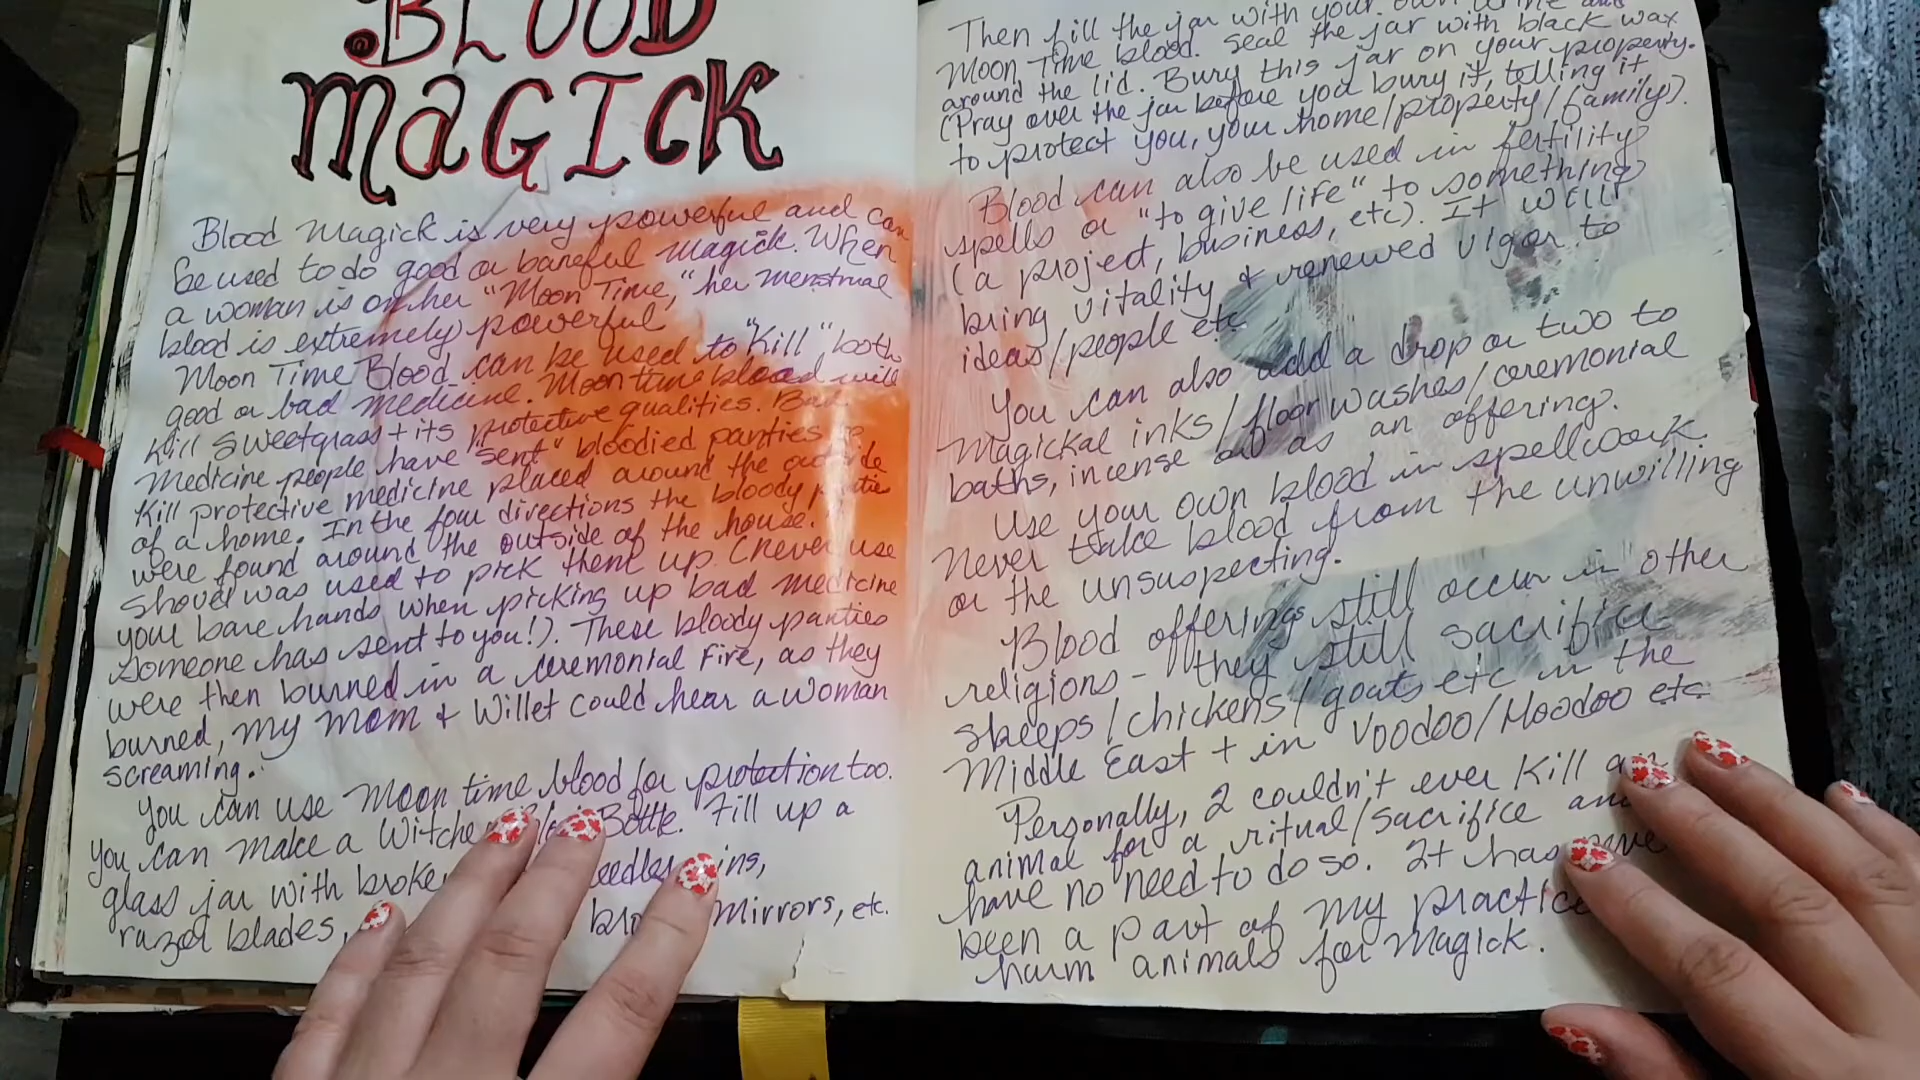 BLOOD
MAGICK
Blood Magick is very powerful and can
be used to do good or baneful magick. When
a woman is on her "Moon Time," her menstrual
blood is extremely powerful.
Moon Time Blood can be used to "Kill" both
good or bad medicine. Moon time blood will
Kill Sweetgrass + its protective qualities. Bad
Medicine people have "sent" bloodied panties to
Kill protective medicine placed around the outside
of a home. In the four directions the bloody panties
were found around the outside of the house.
Shovel was used to pick them up (never use
your bare hands when picking up bad medicine
someone has sent to you!). These bloody panties
were then burned in a ceremonial fire, as they
burned, my mom & Willet could hear a woman
screaming.
You can use Moon time blood for protection too.
You can make a Witches Bottle. Fill up a
glass jar with needles, pins,
razor blades, Mirrors, etc.
Then fill the jar with your own urine and
Moon Time blood. Seal the jar with black wax
around the lid. Bury this jar on your property.
(Pray over the jar before you bury it, telling it
to protect you, your home/property/family).
Blood can also be used in fertility
spells or "to give life" to something
(a project, business, etc). It will
bring vitality & renewed vigor to
ideas/people etc
You can also add a drop or two to
Magickal inks/floor washes/ceremonial
baths, incense or as an offering.
Use your own blood in spellwork.
Never take blood from the unwilling
or the unsuspecting.
Blood offerings still occur in other
religions - they still sacrifice
sheeps/chickens/goats etc in the
Middle East + in Voodoo/Hoodoo etc.
Personally, I couldn't ever kill an
animal for a ritual/sacrifice and
have no need to do so. It has never
been a part of my practice
harm animals for Magick.